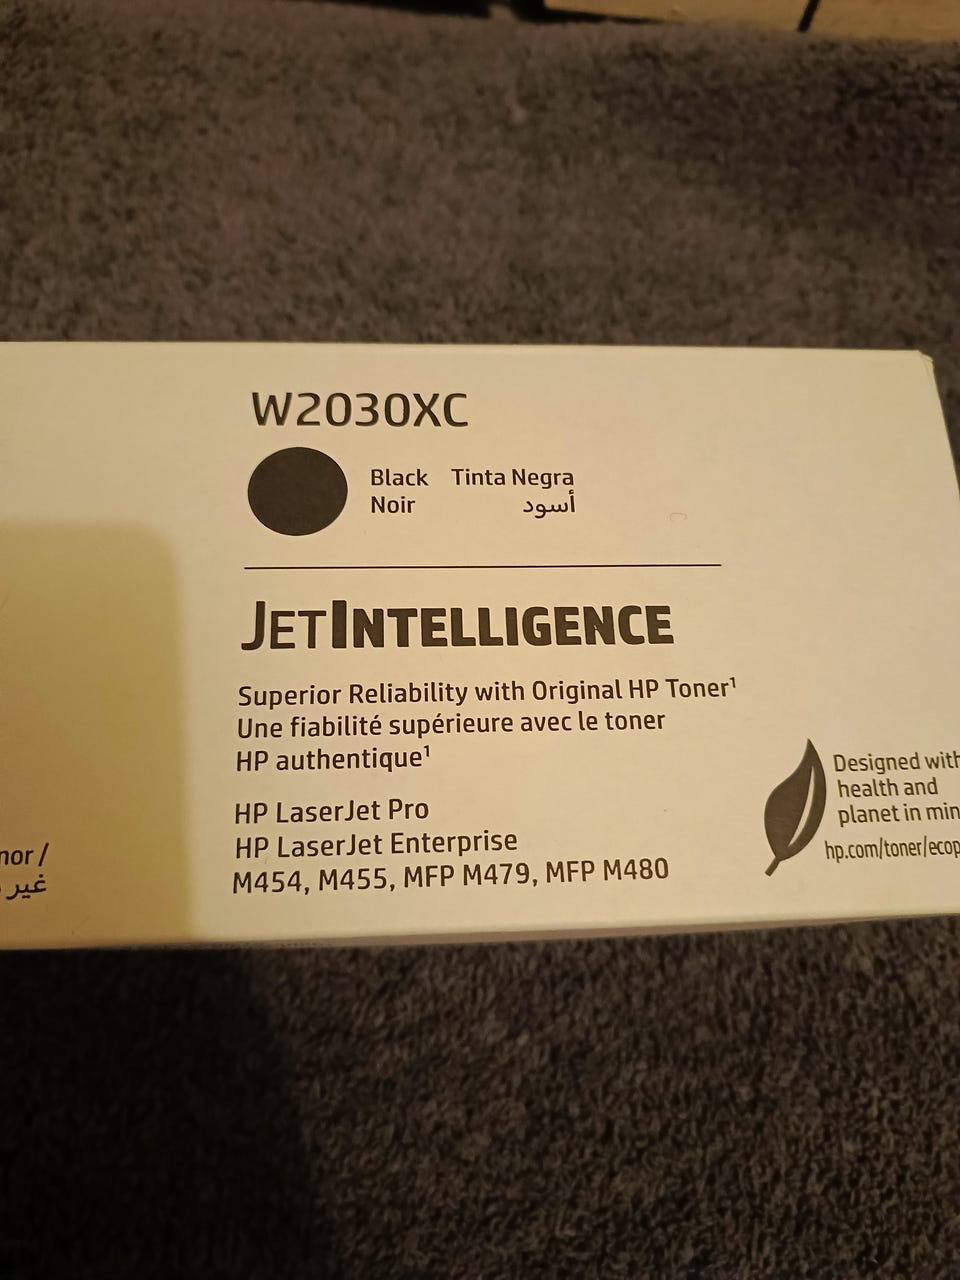 W2030XC
Black Tinta Negra
Noir أسود
JETINTELLIGENCE
Superior Reliability with Original HP Toner¹
Une fiabilité supérieure avec le toner
HP authentique¹
HP LaserJet Pro
HP LaserJet Enterprise
M454, M455, MFP M479, MFP M480
Designed with
health and
planet in min
hp.com/toner/ecop
nor /
غير